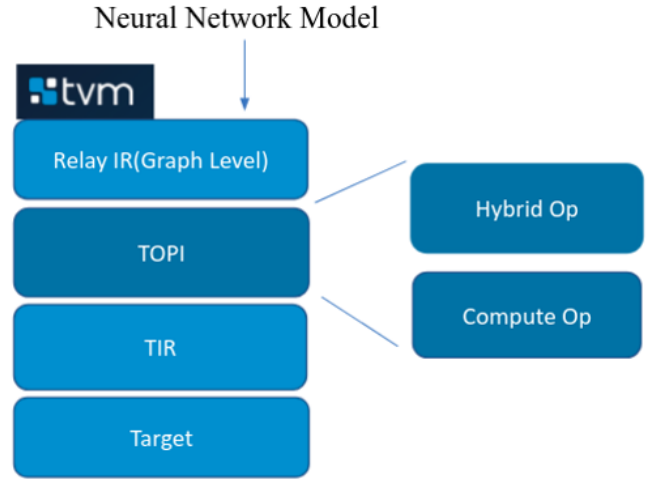 Neural Network Model
tvm
Relay IR(Graph Level)
TOPI
TIR
Target
Hybrid Op
Compute Op